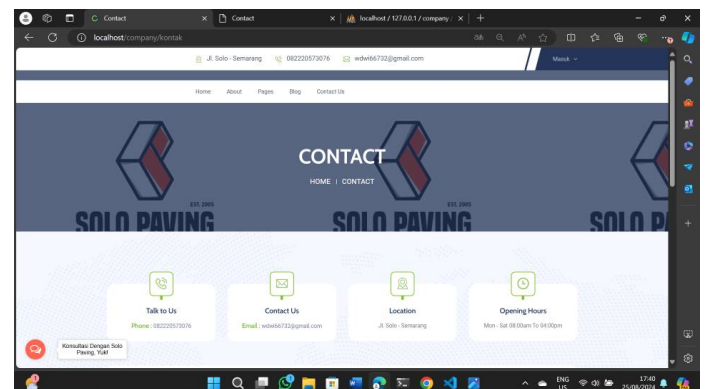 Contact
Contact
localhost / 127.0.0.1 / company /
localhost/company/kontak
Jl. Solo - Semarang
082220573076
wdwi66732@gmail.com
Masuk
Home
About
Pages
Blog
Contact Us
CONTACT
HOME | CONTACT
EST. 2005
SOLO PAVING
EST. 2005
SOLO PAVING
SOLO PA
Talk to Us
Phone : 082220573076
Contact Us
Email : wdwi66732@gmail.com
Location
Jl. Solo - Semarang
Opening Hours
Mon - Sat 08.00am To 04:00pm
Konsultasi Dengan Solo
Paving, Yuk!
ENG
US
17:40
25/08/2024